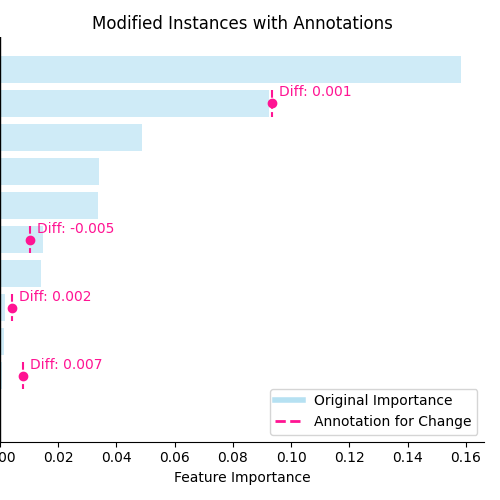 Modified Instances with Annotations
Diff: 0.001
Diff: -0.005
Diff: 0.002
Diff: 0.007
Original Importance
Annotation for Change
00 0.02 0.04 0.06 0.08 0.10 0.12 0.14 0.16
Feature Importance